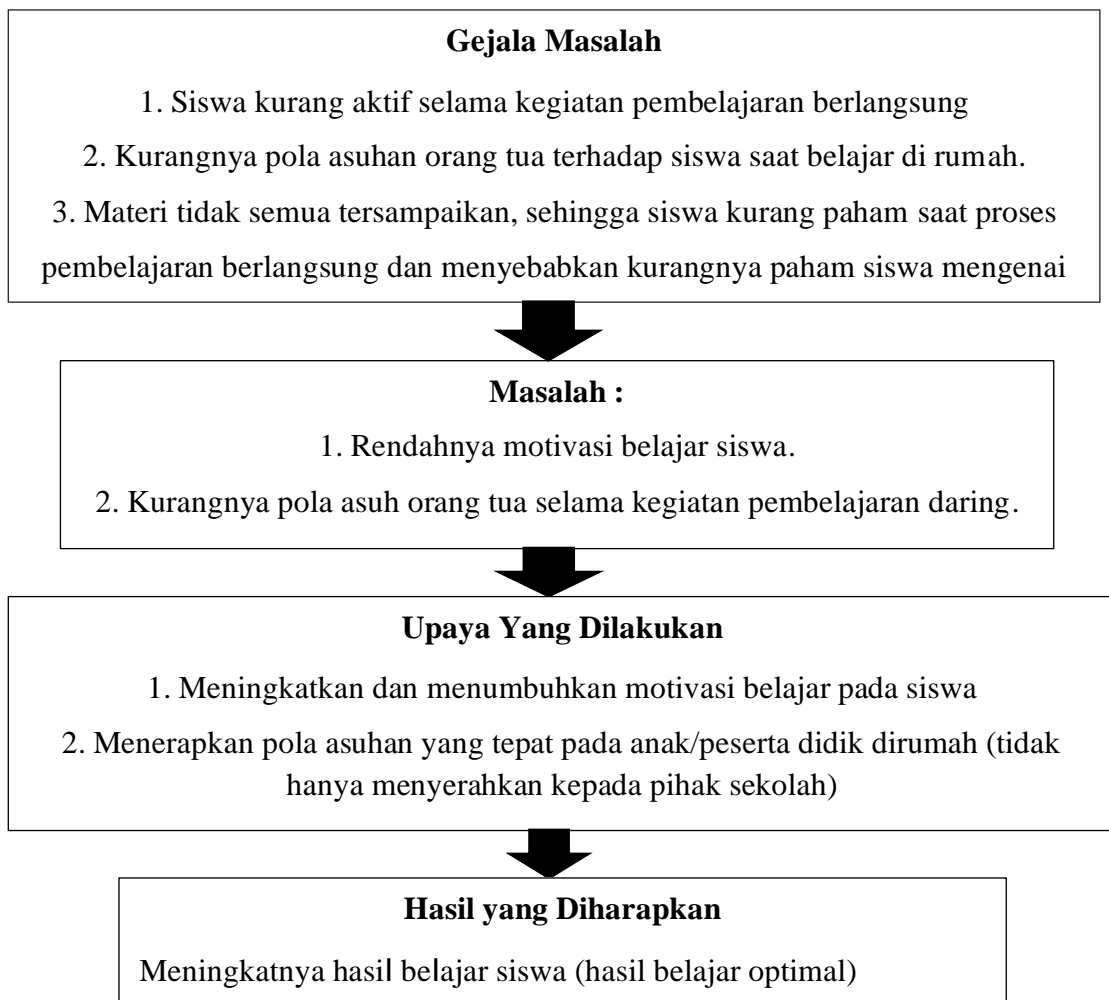 Gejala Masalah
1. Siswa kurang aktif selama kegiatan pembelajaran berlangsung
2. Kurangnya pola asuhan orang tua terhadap siswa saat belajar di rumah.
3. Materi tidak semua tersampaikan, sehingga siswa kurang paham saat proses
pembelajaran berlangsung dan menyebabkan kurangnya paham siswa mengenai
Masalah :
1. Rendahnya motivasi belajar siswa.
2. Kurangnya pola asuh orang tua selama kegiatan pembelajaran daring.
Upaya Yang Dilakukan
1. Meningkatkan dan menumbuhkan motivasi belajar pada siswa
2. Menerapkan pola asuhan yang tepat pada anak/peserta didik dirumah (tidak
hanya menyerahkan kepada pihak sekolah)
Hasil yang Diharapkan
Meningkatnya hasil belajar siswa (hasil belajar optimal)